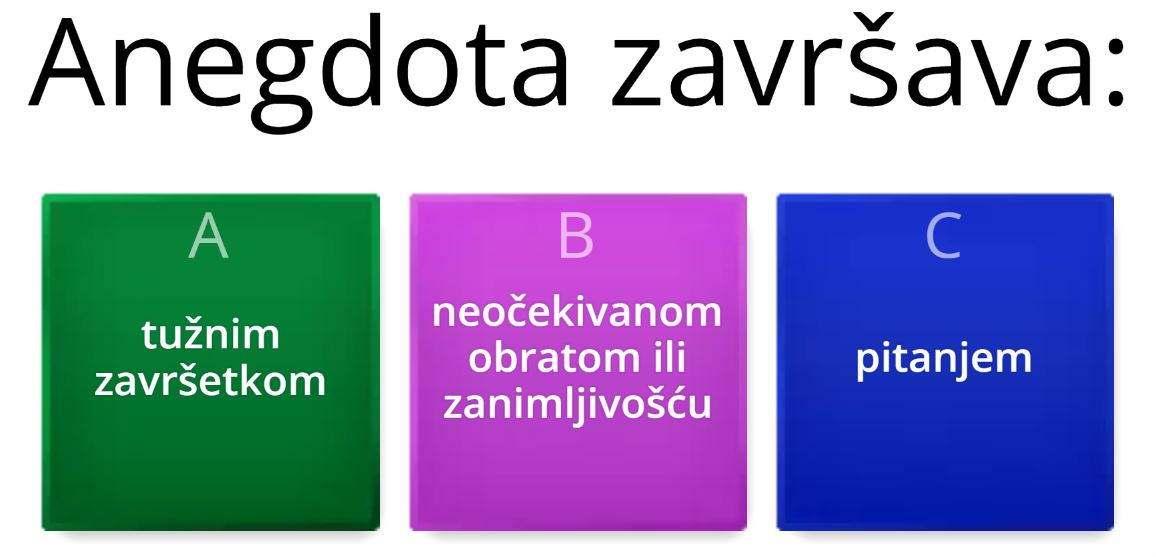 Anegdota završava:
A
tužnim
završetkom
B
neočekivanom
obratom ili
zanimljivošću
C
pitanjem